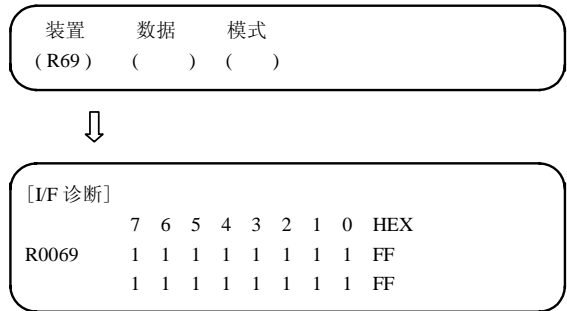 装置 数据 模式
( R69 ) ( ) ( )
[I/F 诊断]
7 6 5 4 3 2 1 0 HEX
R0069 1 1 1 1 1 1 1 1 FF
1 1 1 1 1 1 1 1 FF